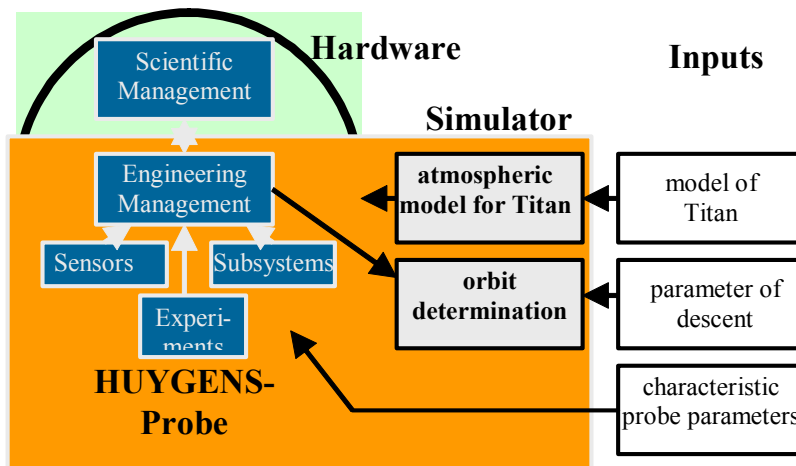 Hardware
Inputs
Scientific
Management
Simulator
Engineering
Management
atmospheric
model for Titan
model of
Titan
Sensors
Subsystems
orbit
determination
parameter of
descent
Experi-
ments
HUYGENS-
Probe
characteristic
probe parameters